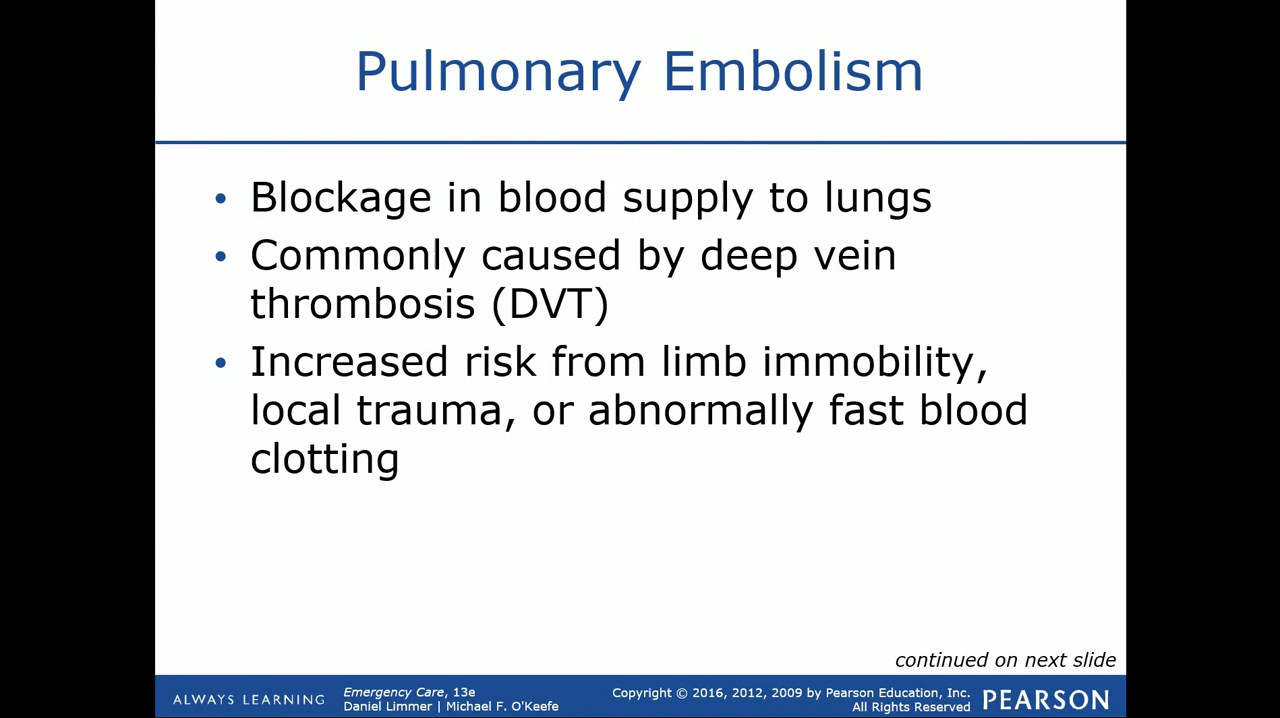 Pulmonary Embolism
• Blockage in blood supply to lungs
• Commonly caused by deep vein
thrombosis (DVT)
• Increased risk from limb immobility,
local trauma, or abnormally fast blood
clotting
continued on next slide
ALWAYS LEARNING
Emergency Care, 13e
Daniel Limmer | Michael F. O'Keefe
Copyright © 2016, 2012, 2009 by Pearson Education, Inc.
All Rights Reserved
PEARSON